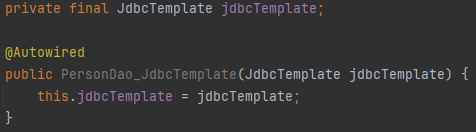 private final JdbcTemplate jdbcTemplate;
@Autowired
public PersonDao_JdbcTemplate(JdbcTemplate jdbcTemplate) {
this.jdbcTemplate = jdbcTemplate;
}